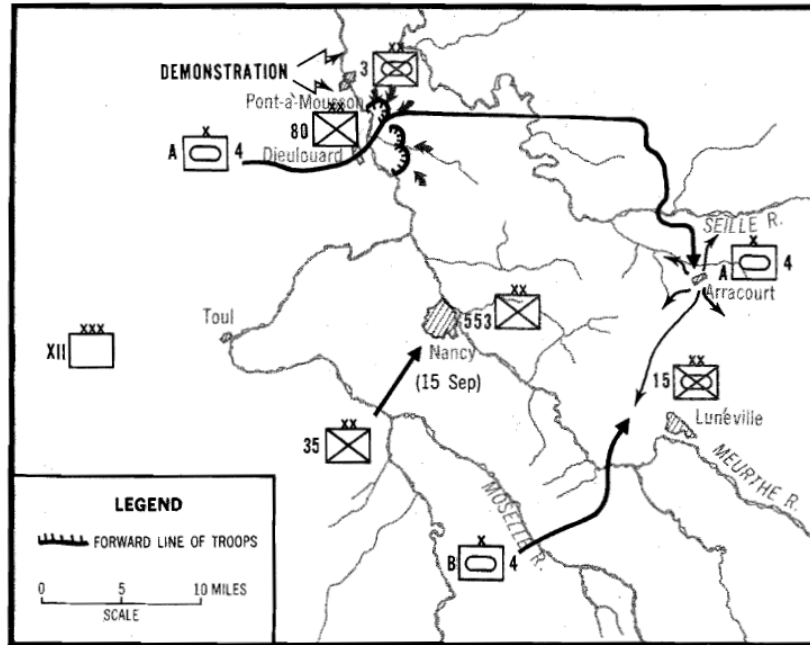 DEMONSTRATION
XX
3
Pont-à-Mousson
XX
80
X
A 4
Dieulouard
SEILLE R.
X
A 4
Arracourt
Toul
XX
553
XXX
XII
Nancy
(15 Sep)
XX
15
Lunéville
XX
35
MEURTHE R.
MOSELLE R.
X
B 4
LEGEND
FORWARD LINE OF TROOPS
0 5 10 MILES
SCALE